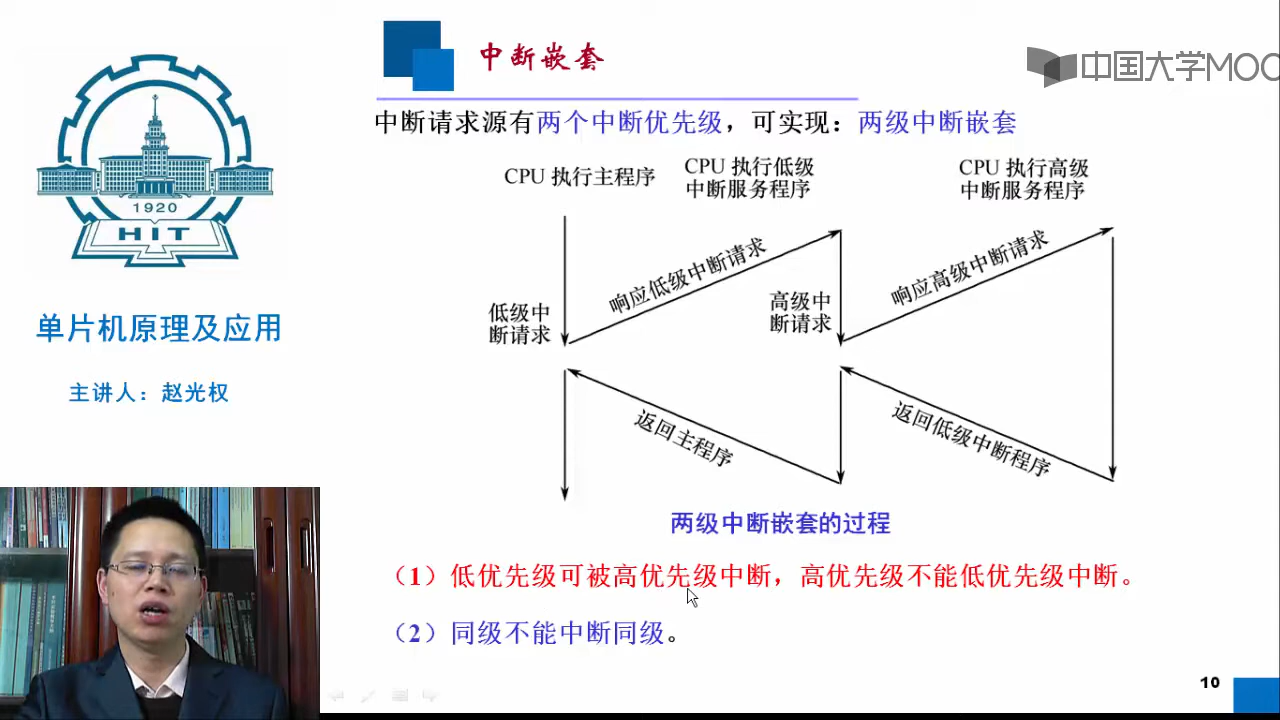 中断嵌套
中国大学MOO
中断请求源有两个中断优先级，可实现：两级中断嵌套
CPU 执行主程序
CPU 执行低级
中断服务程序
CPU 执行高级
中断服务程序
响应低级中断请求
响应高级中断请求
低级中
断请求
高级中
断请求
返回主程序
返回低级中断程序
两级中断嵌套的过程
（1）低优先级可被高优先级中断，高优先级不能低优先级中断。
（2）同级不能中断同级。
10
1920
HIT
单片机原理及应用
主讲人：赵光权